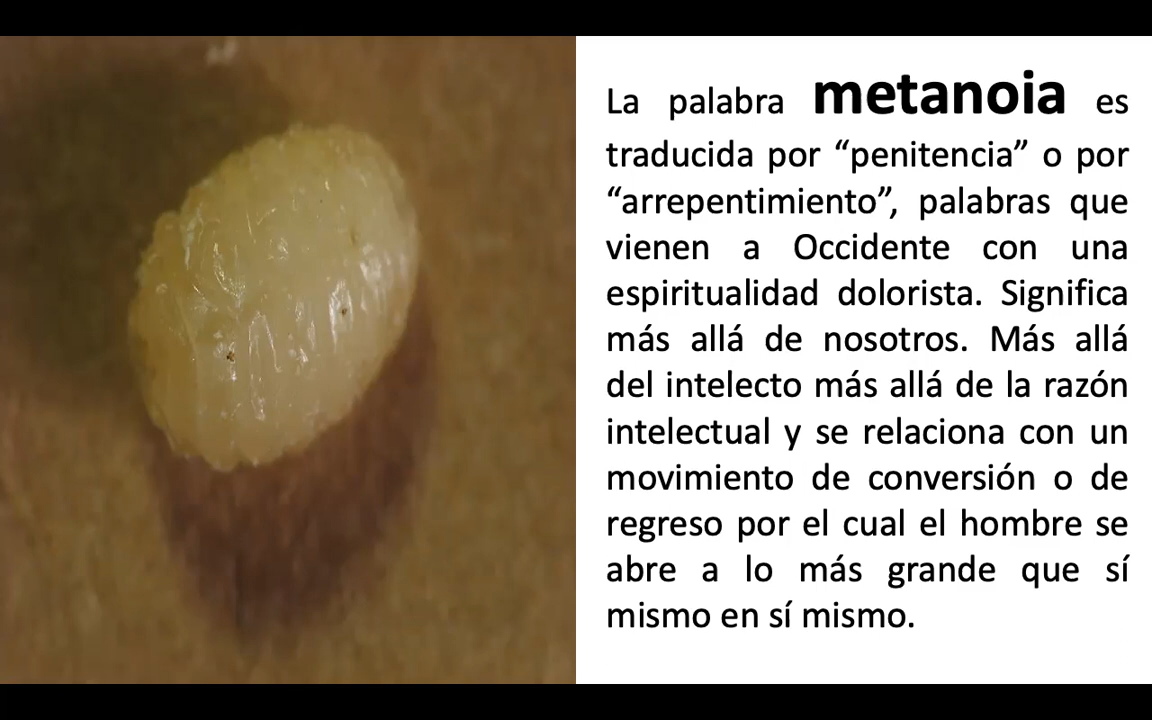 La palabra metanoia es
traducida por “penitencia” o por
“arrepentimiento”, palabras que
vienen a Occidente con una
espiritualidad dolorista. Significa
más allá de nosotros. Más allá
del intelecto más allá de la razón
intelectual y se relaciona con un
movimiento de conversión o de
regreso por el cual el hombre se
abre a lo más grande que sí
mismo en sí mismo.